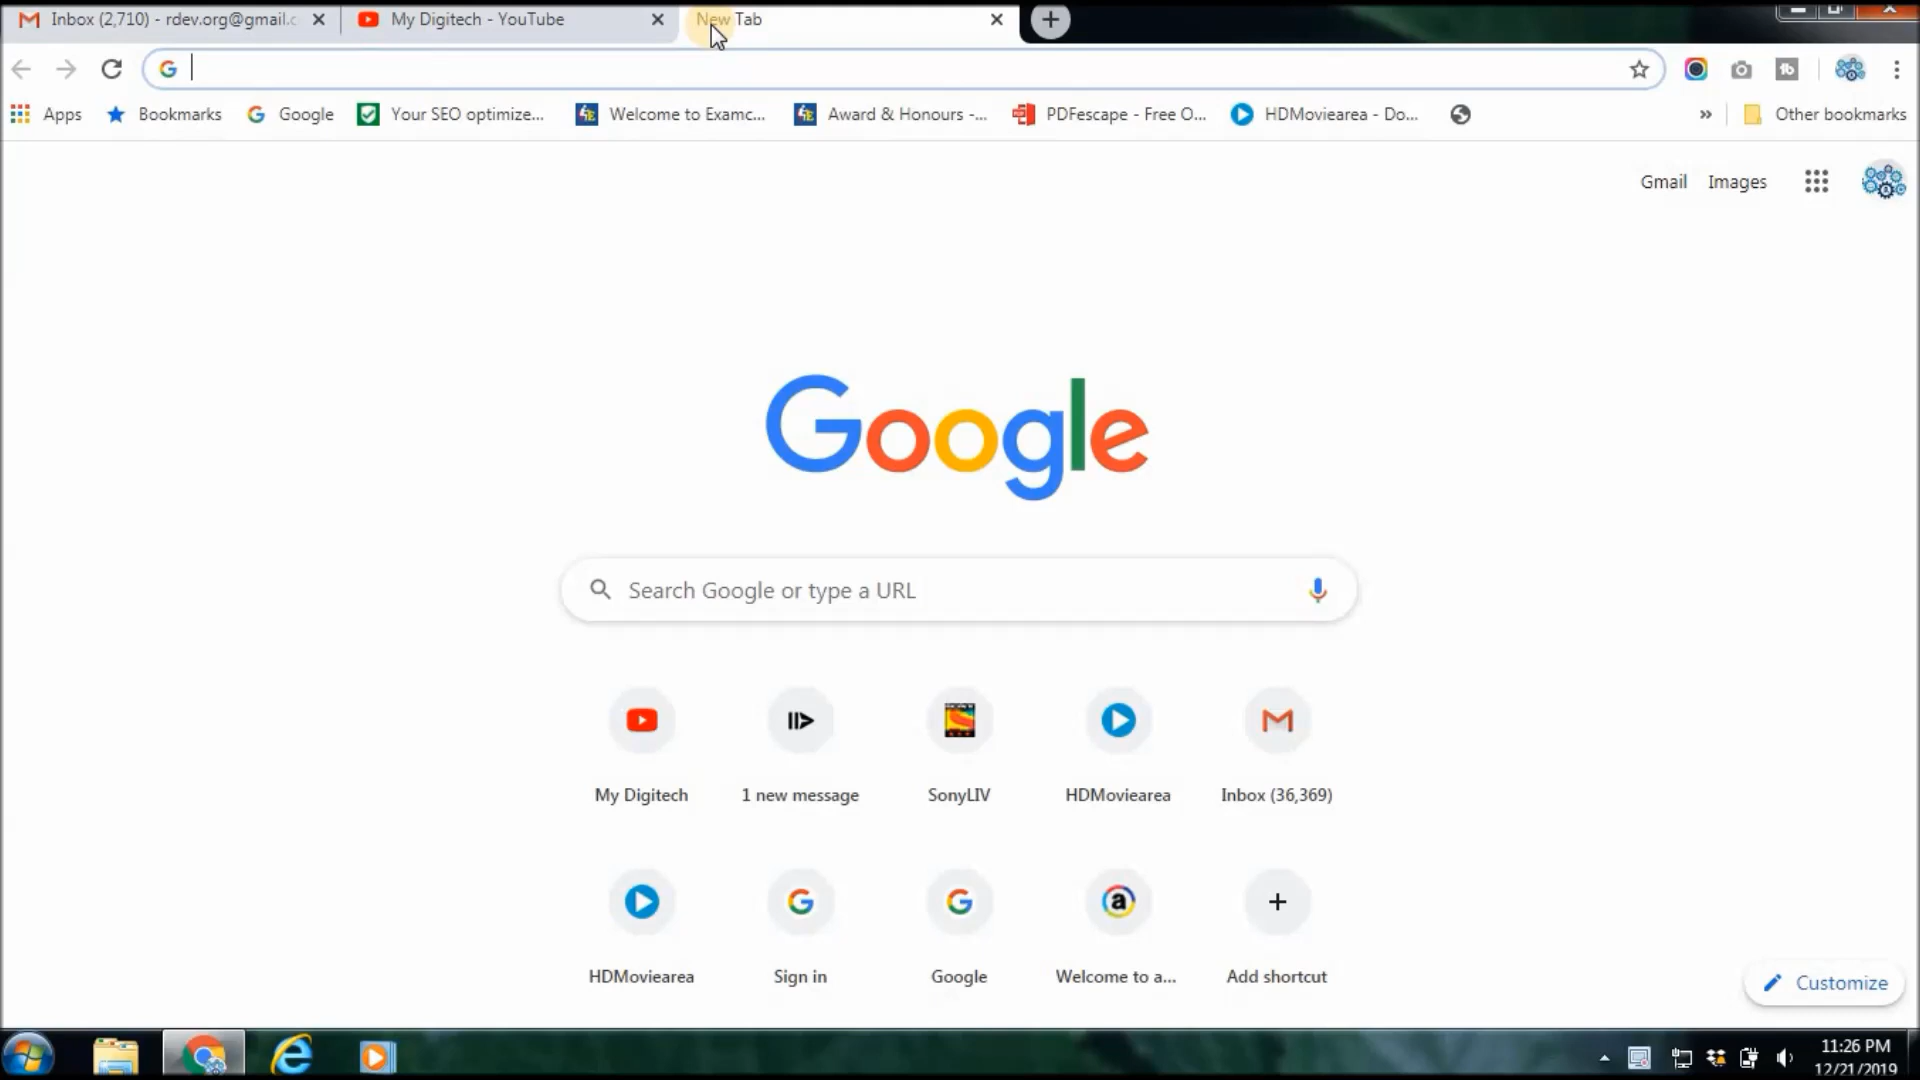 Inbox (2,710) - rdev.org@gmail.c
My Digitech - YouTube
New Tab
Apps
Bookmarks
Google
Your SEO optimize...
Welcome to Examc...
Award & Honours -...
PDFescape - Free O...
HDMoviearea - Do...
»
Other bookmarks
Gmail
Images
Google
Search Google or type a URL
My Digitech
1 new message
SonyLIV
HDMoviearea
Inbox (36,369)
HDMoviearea
Sign in
Google
Welcome to a...
Add shortcut
Customize
11:26 PM
12/21/2019